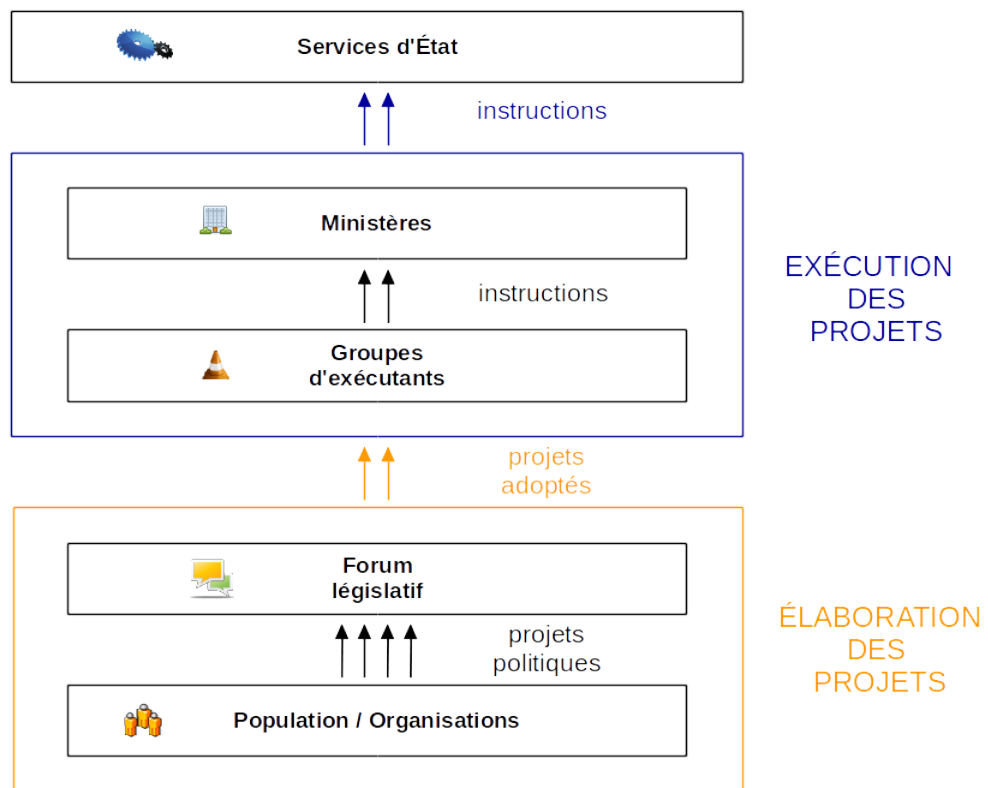 Services d'État
instructions
Ministères
instructions
EXÉCUTION
DES
PROJETS
Groupes
d'exécutants
projets
adoptés
Forum
législatif
ÉLABORATION
DES
PROJETS
projets
politiques
Population / Organisations